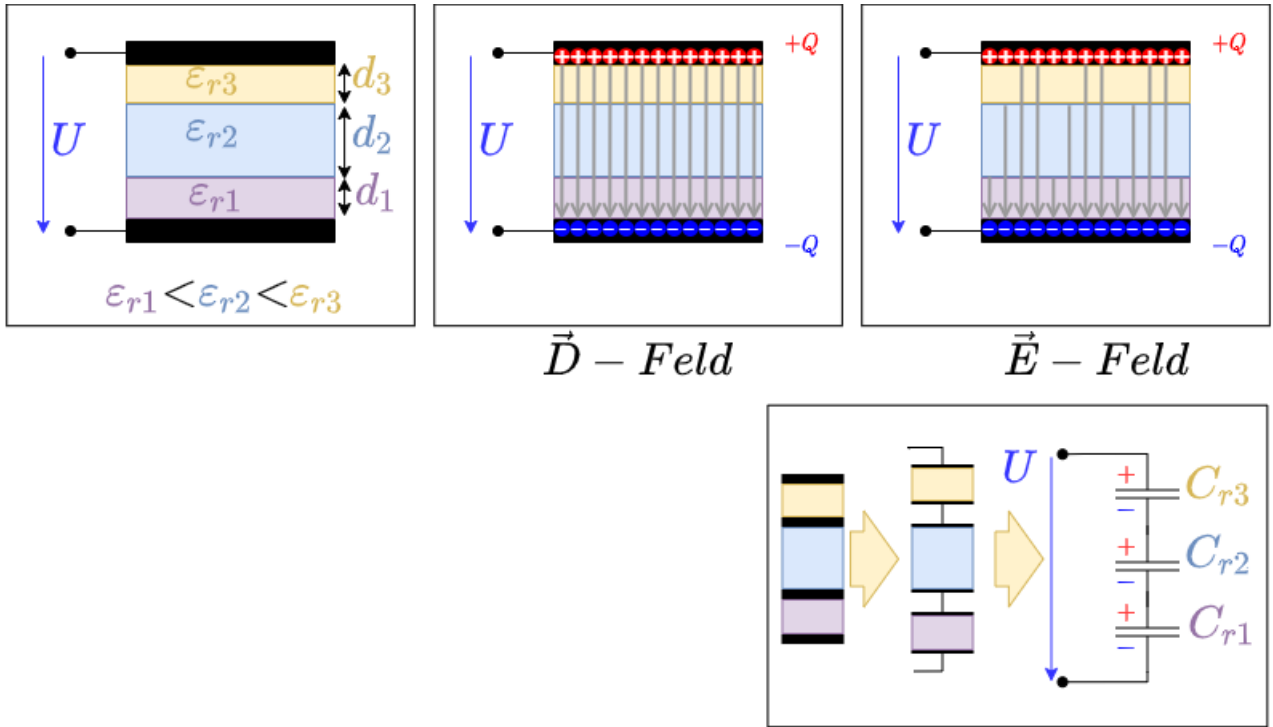 U
εr3
εr2
εr1
d3
d2
d1
εr1<εr2<εr3
U
+Q
-Q
D⃗ − Feld
U
+Q
-Q
E⃗ − Feld
U
+
−
Cr3
+
−
Cr2
+
−
Cr1